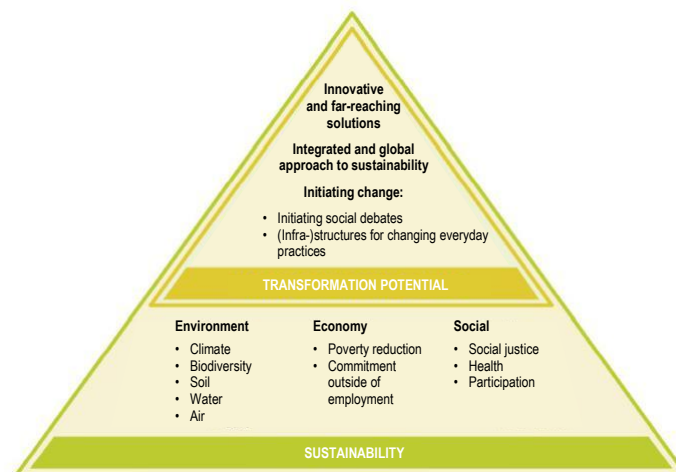 Innovative
and far-reaching
solutions
Integrated and global
approach to sustainability
Initiating change:
• Initiating social debates
• (Infra-)structures for changing everyday
practices
TRANSFORMATION POTENTIAL
Environment
• Climate
• Biodiversity
• Soil
• Water
• Air
Economy
• Poverty reduction
• Commitment
outside of
employment
Social
• Social justice
• Health
• Participation
SUSTAINABILITY